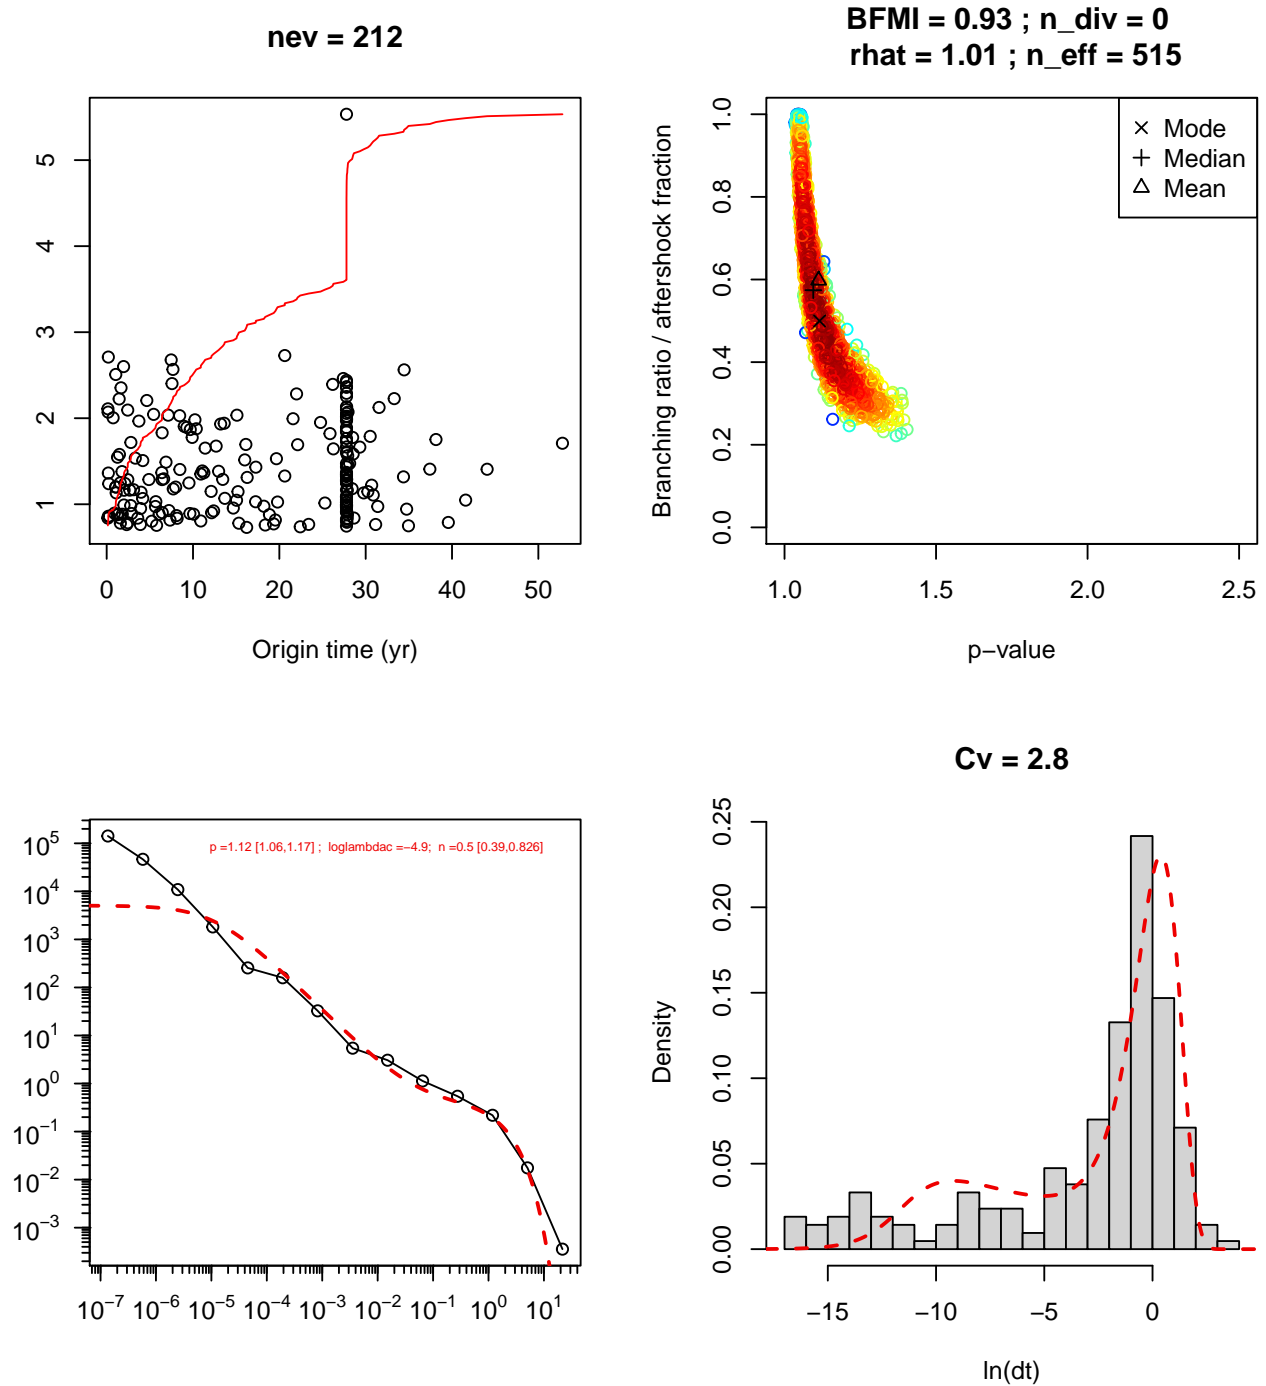 nev = 212
5
4
3
2
1
0 10 20 30 40 50
Origin time (yr)
BFMI = 0.93 ; n_div = 0
rhat = 1.01 ; n_eff = 515
Branching ratio / aftershock fraction
1.0
0.8
0.6
0.4
0.2
0.0
Mode
Median
Mean
1.0 1.5 2.0 2.5
p−value
p =1.12 [1.06,1.17] ; loglambdac =−4.9; n =0.5 [0.39,0.826]
10^5
10^4
10^3
10^2
10^1
10^0
10^−1
10^−2
10^−3
10^−7 10^−6 10^−5 10^−4 10^−3 10^−2 10^−1 10^0 10^1
Cv = 2.8
Density
0.25
0.20
0.15
0.10
0.05
0.00
−15 −10 −5 0
ln(dt)